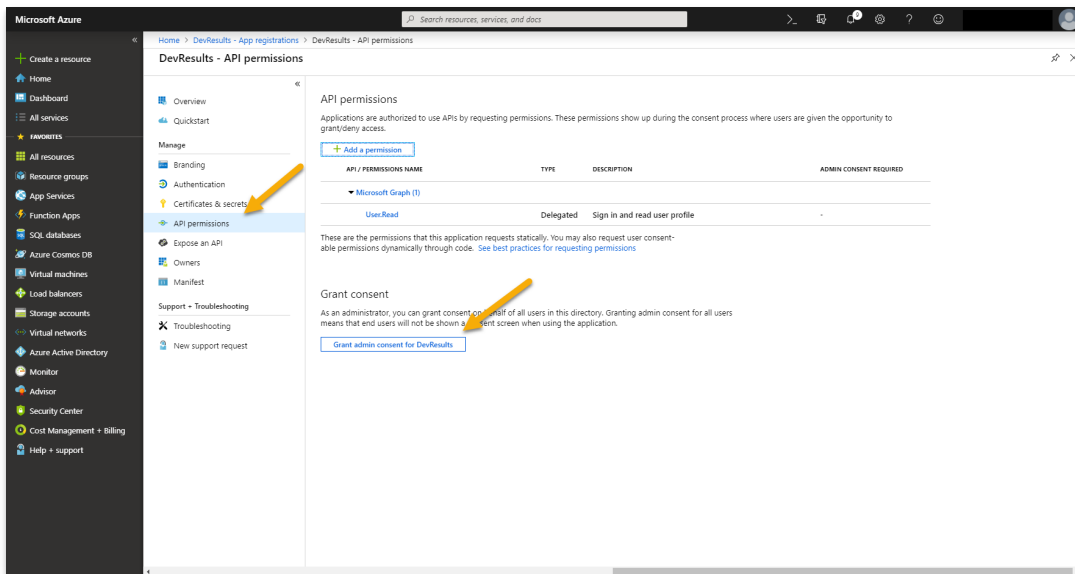 Microsoft Azure
Search resources, services, and docs
9
Home > DevResults - App registrations > DevResults - API permissions
DevResults - API permissions
Create a resource
Home
Dashboard
All services
FAVORITES
All resources
Resource groups
App Services
Function Apps
SQL databases
Azure Cosmos DB
Virtual machines
Load balancers
Storage accounts
Virtual networks
Azure Active Directory
Monitor
Advisor
Security Center
Cost Management + Billing
Help + support
Overview
Quickstart
Manage
Branding
Authentication
Certificates & secrets
API permissions
Expose an API
Owners
Manifest
Support + Troubleshooting
Troubleshooting
New support request
API permissions
Applications are authorized to use APIs by requesting permissions. These permissions show up during the consent process where users are given the opportunity to
grant/deny access.
+ Add a permission
API / PERMISSIONS NAME TYPE DESCRIPTION ADMIN CONSENT REQUIRED
Microsoft Graph (1)
User.Read Delegated Sign in and read user profile -
These are the permissions that this application requests statically. You may also request user consent-
able permissions dynamically through code. See best practices for requesting permissions
Grant consent
As an administrator, you can grant consent on behalf of all users in this directory. Granting admin consent for all users
means that end users will not be shown a consent screen when using the application.
Grant admin consent for DevResults